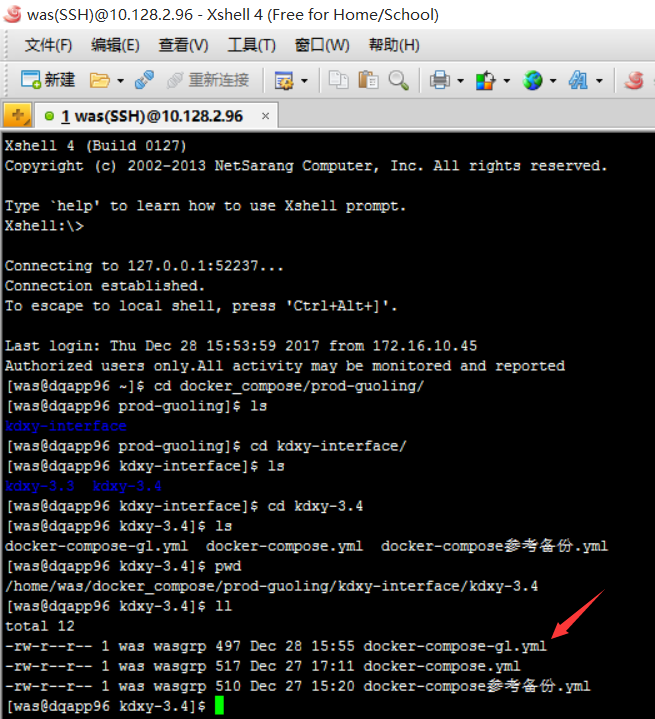 was(SSH)@10.128.2.96 - Xshell 4 (Free for Home/School)
文件(F) 编辑(E) 查看(V) 工具(T) 窗口(W) 帮助(H)
新建 重新连接
1 was(SSH)@10.128.2.96 ×
Xshell 4 (Build 0127)
Copyright (c) 2002-2013 NetSarang Computer, Inc. All rights reserved.
Type `help' to learn how to use Xshell prompt.
Xshell:\>
Connecting to 127.0.0.1:52237...
Connection established.
To escape to local shell, press 'Ctrl+Alt+]'.
Last login: Thu Dec 28 15:53:59 2017 from 172.16.10.45
Authorized users only.All activity may be monitored and reported
[was@dqapp96 ~]$ cd docker_compose/prod-guoling/
[was@dqapp96 prod-guoling]$ ls
kdxy-interface
[was@dqapp96 prod-guoling]$ cd kdxy-interface/
[was@dqapp96 kdxy-interface]$ ls
kdxy-3.3  kdxy-3.4
[was@dqapp96 kdxy-interface]$ cd kdxy-3.4
[was@dqapp96 kdxy-3.4]$ ls
docker-compose-gl.yml  docker-compose.yml  docker-compose参考备份.yml
[was@dqapp96 kdxy-3.4]$ pwd
/home/was/docker_compose/prod-guoling/kdxy-interface/kdxy-3.4
[was@dqapp96 kdxy-3.4]$ ll
total 12
-rw-r--r-- 1 was wasgrp 497 Dec 28 15:55 docker-compose-gl.yml
-rw-r--r-- 1 was wasgrp 517 Dec 27 17:11 docker-compose.yml
-rw-r--r-- 1 was wasgrp 510 Dec 27 15:20 docker-compose参考备份.yml
[was@dqapp96 kdxy-3.4]$